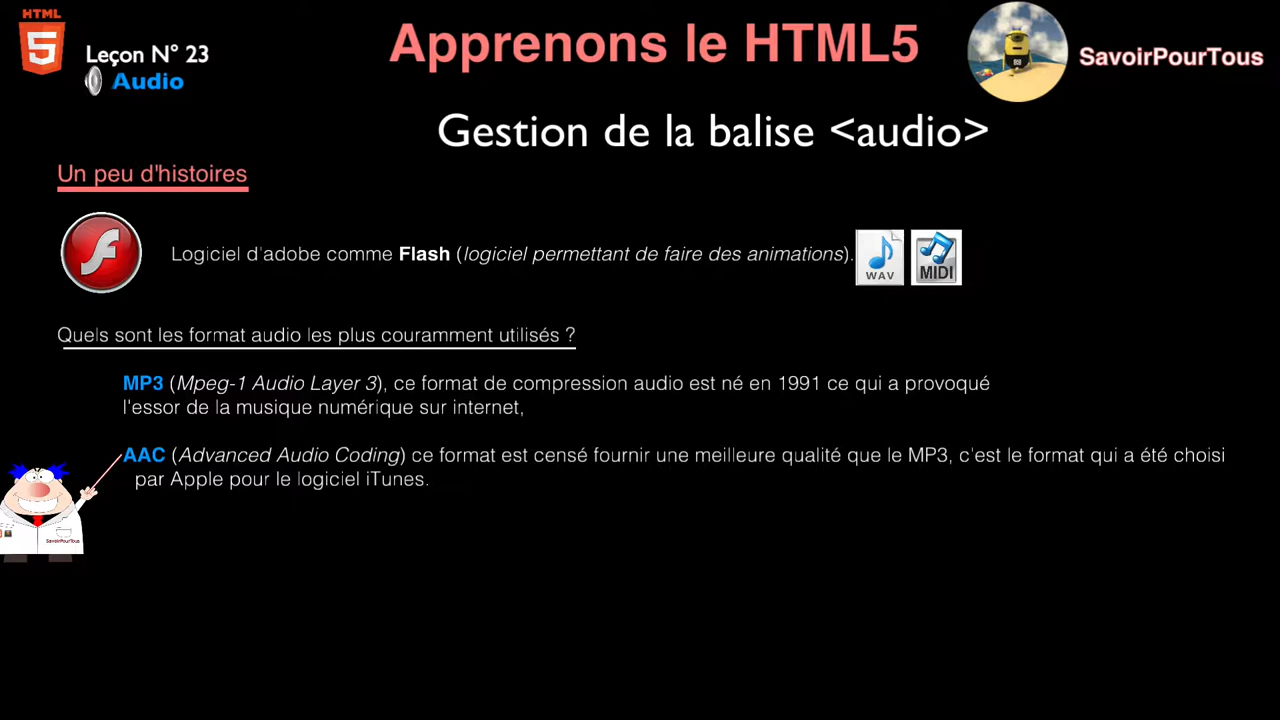 HTML
5
Leçon N° 23
Audio
Apprenons le HTML5
SavoirPourTous
Gestion de la balise <audio>
Un peu d'histoires
Logiciel d'adobe comme Flash (logiciel permettant de faire des animations).
WAV
MIDI
Quels sont les format audio les plus couramment utilisés ?
MP3 (Mpeg-1 Audio Layer 3), ce format de compression audio est né en 1991 ce qui a provoqué
l'essor de la musique numérique sur internet,
AAC (Advanced Audio Coding) ce format est censé fournir une meilleure qualité que le MP3, c'est le format qui a été choisi
par Apple pour le logiciel iTunes.
SavoirPourTous